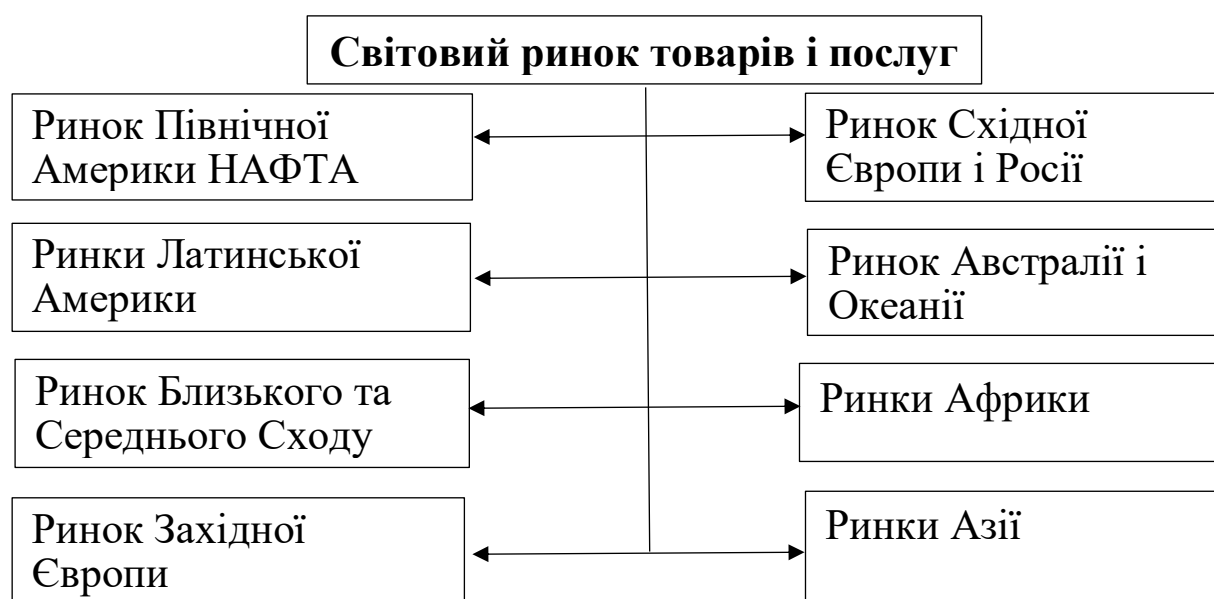 Світовий ринок товарів і послуг
Ринок Північної
Америки НАФТА
Ринок Східної
Європи і Росії
Ринки Латинської
Америки
Ринок Австралії і
Океанії
Ринок Близького та
Середнього Сходу
Ринки Африки
Ринок Західної
Європи
Ринки Азії